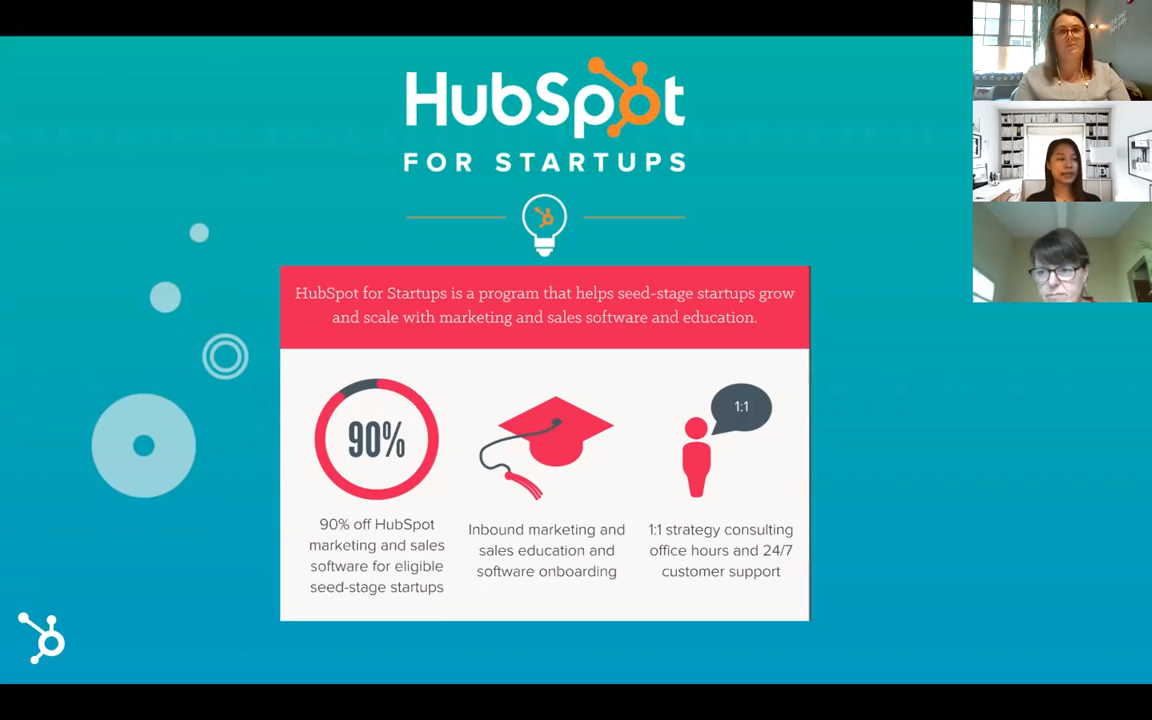 HubSpot
FOR STARTUPS
HubSpot for Startups is a program that helps seed-stage startups grow
and scale with marketing and sales software and education.
90%
1:1
90% off HubSpot
marketing and sales
software for eligible
seed-stage startups
Inbound marketing and
sales education and
software onboarding
1:1 strategy consulting
office hours and 24/7
customer support